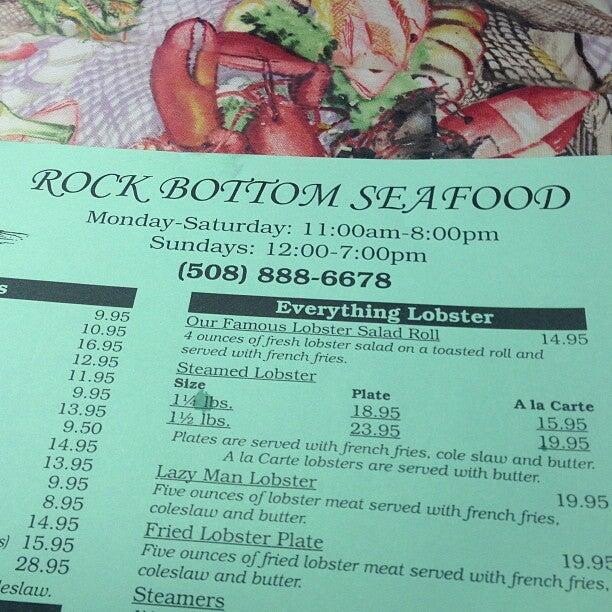 ROCK BOTTOM SEAFOOD
Monday-Saturday: 11:00am-8:00pm
Sundays: 12:00-7:00pm
(508) 888-6678
s
9.95
10.95
16.95
12.95
11.95
9.95
13.95
9.50
14.95
13.95
9.95
8.95
14.95
s) 15.95
28.95
leslaw.
Everything Lobster
Our Famous Lobster Salad Roll 14.95
4 ounces of fresh lobster salad on a toasted roll and
served with french fries.
Steamed Lobster
Size Plate A la Carte
1¼ lbs. 18.95 15.95
1½ lbs. 23.95 19.95
Plates are served with french fries, cole slaw and butter.
A la Carte lobsters are served with butter.
Lazy Man Lobster 19.95
Five ounces of lobster meat served with french fries,
coleslaw and butter.
Fried Lobster Plate 19.95
Five ounces of fried lobster meat served with french fries,
coleslaw and butter.
Steamers